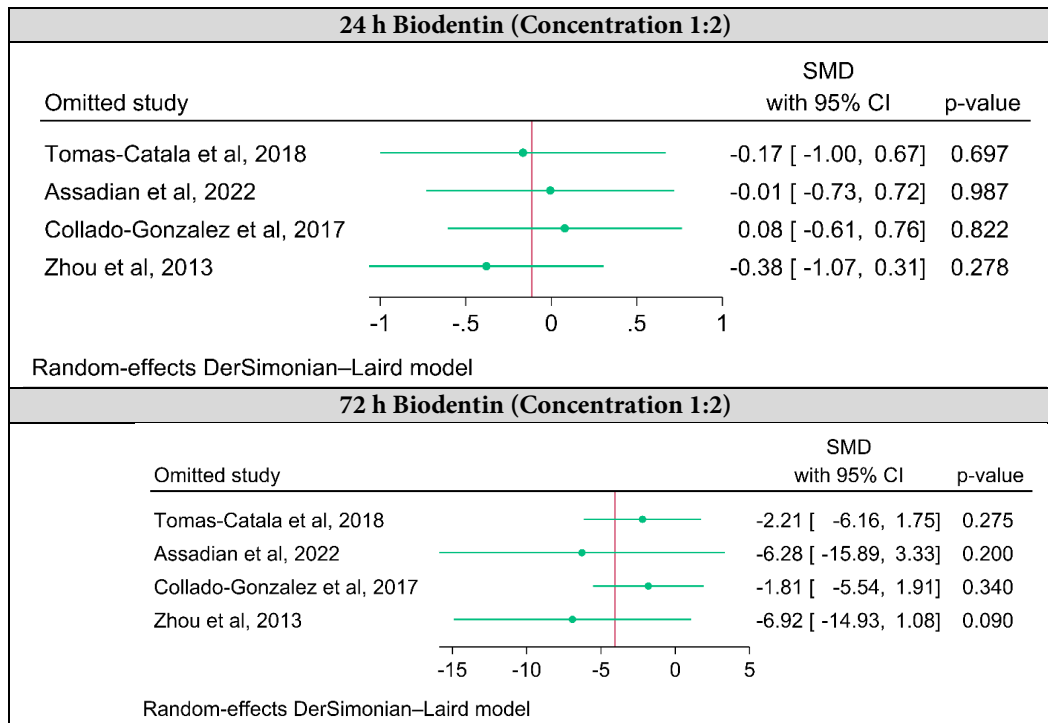 24 h Biodentin (Concentration 1:2)
SMD
Omitted study with 95% CI p-value
Tomas-Catala et al, 2018 -0.17 [ -1.00, 0.67] 0.697
Assadian et al, 2022 -0.01 [ -0.73, 0.72] 0.987
Collado-Gonzalez et al, 2017 0.08 [ -0.61, 0.76] 0.822
Zhou et al, 2013 -0.38 [ -1.07, 0.31] 0.278
-1 -.5 0 .5 1
Random-effects DerSimonian–Laird model
72 h Biodentin (Concentration 1:2)
SMD
Omitted study with 95% CI p-value
Tomas-Catala et al, 2018 -2.21 [ -6.16, 1.75] 0.275
Assadian et al, 2022 -6.28 [ -15.89, 3.33] 0.200
Collado-Gonzalez et al, 2017 -1.81 [ -5.54, 1.91] 0.340
Zhou et al, 2013 -6.92 [ -14.93, 1.08] 0.090
-15 -10 -5 0 5
Random-effects DerSimonian–Laird model